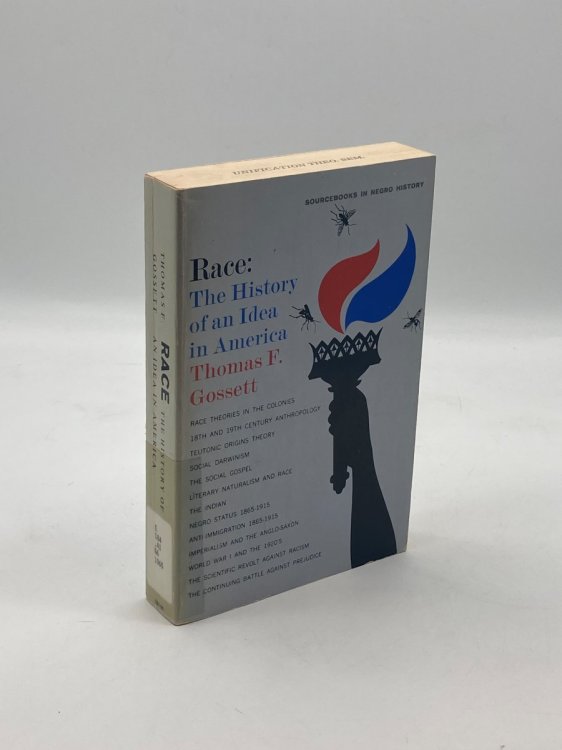 UNIFICATION THEO. SEM.
SOURCEBOOKS IN NEGRO HISTORY
Race:
The History
of an Idea
in America
Thomas F.
Gossett
RACE THEORIES IN THE COLONIES
18TH AND 19TH CENTURY ANTHROPOLOGY
TEUTONIC ORIGINS THEORY
SOCIAL DARWINISM
THE SOCIAL GOSPEL
LITERARY NATURALISM AND RACE
THE INDIAN
NEGRO STATUS 1865-1915
ANTI-IMMIGRATION 1865-1915
IMPERIALISM AND THE ANGLO-SAXON
WORLD WAR I AND THE 1920'S
THE SCIENTIFIC REVOLT AGAINST RACISM
THE CONTINUING BATTLE AGAINST PREJUDICE
THOMAS F. RACE THE HISTORY OF
GOSSETT AN IDEA IN AMERICA
E
184
1965